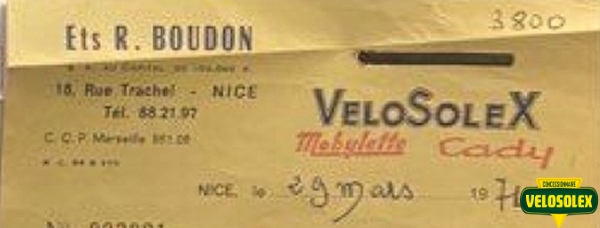 3800
Ets R. BOUDON
18, Rue Trachel - NICE
Tél. 88.21.97
VELOSOLEX
C. C. P. Marseille
Mobylette Cady
NICE, le 29 mars 1971
CONCESSIONNAIRE
VELOSOLEX